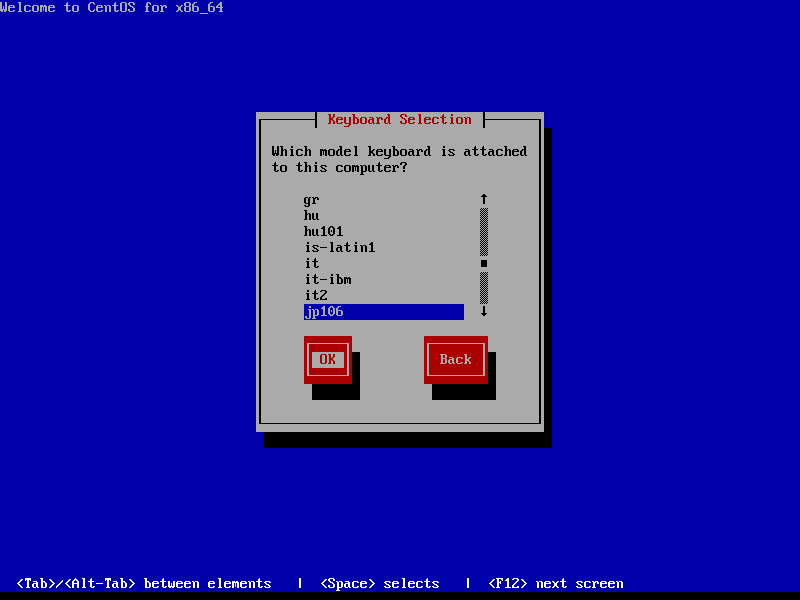 Welcome to CentOS for x86_64
Keyboard Selection
Which model keyboard is attached
to this computer?
gr
hu
hu101
is-latin1
it
it-ibm
it2
jp106
OK
Back
<Tab>/<Alt-Tab> between elements | <Space> selects | <F12> next screen